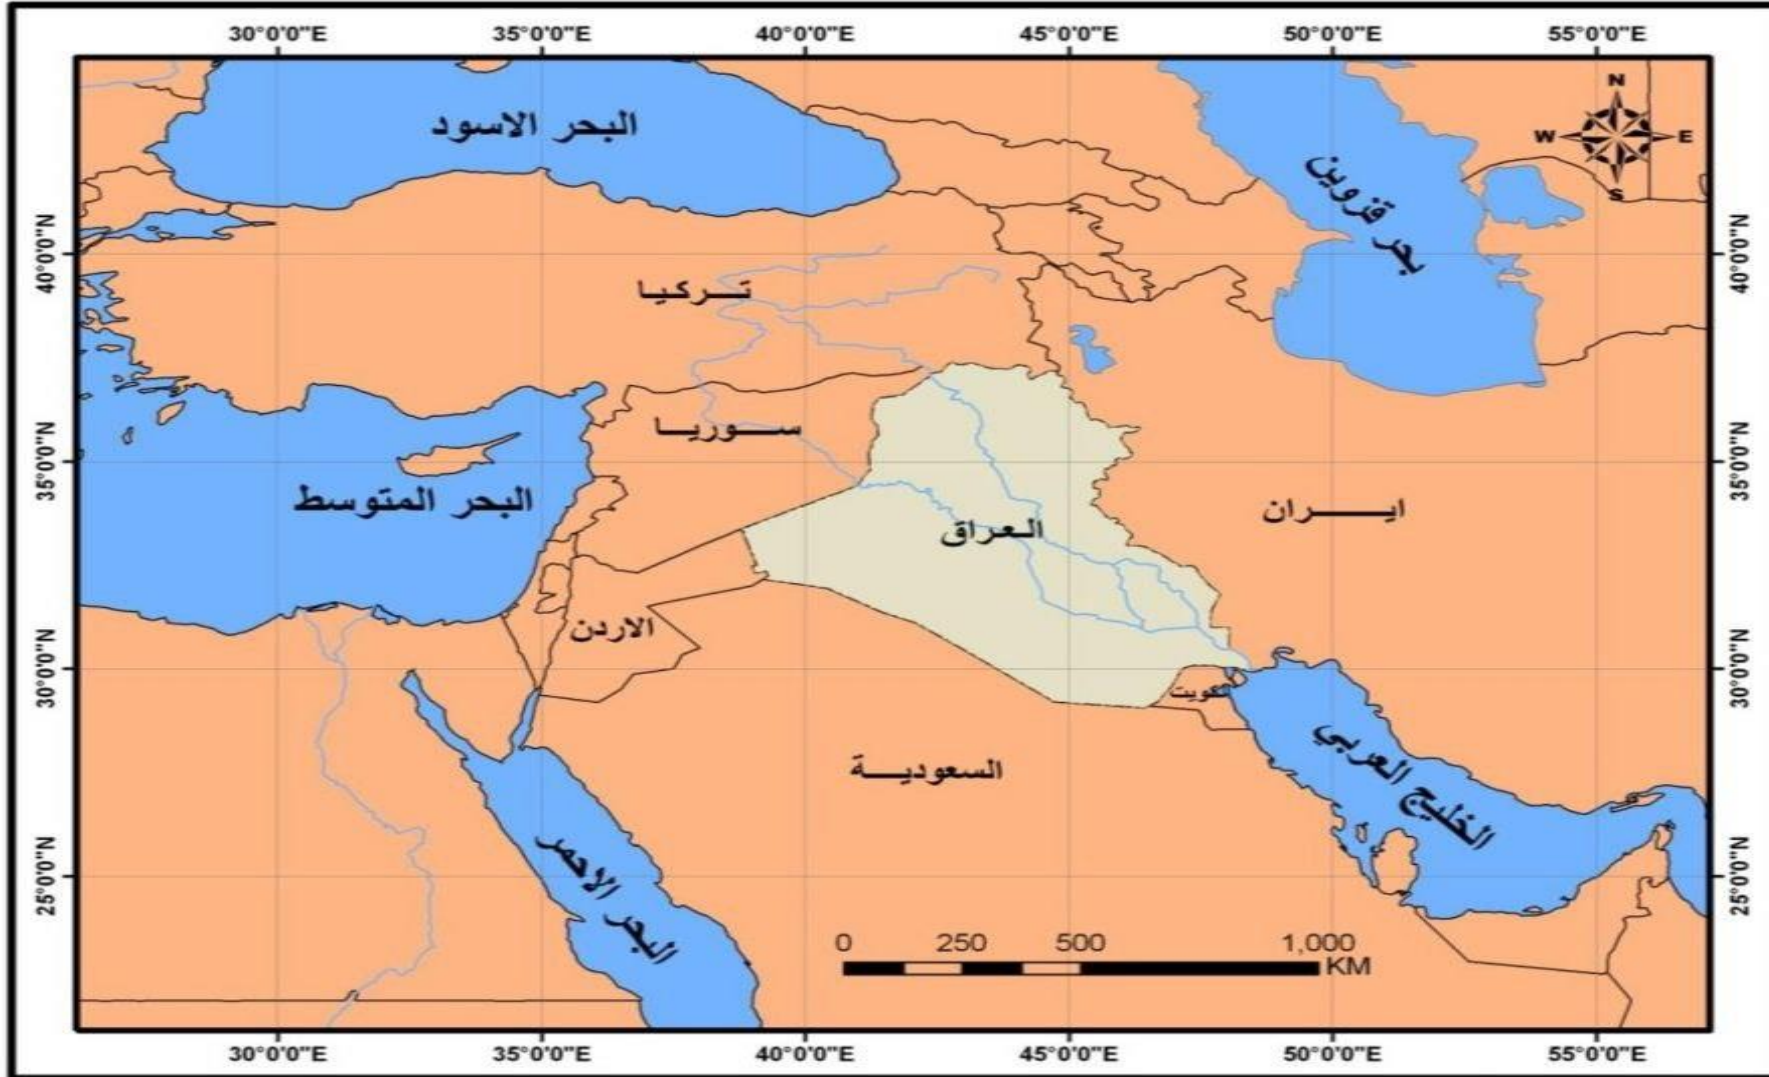 30°0'0"E 35°0'0"E 40°0'0"E 45°0'0"E 50°0'0"E 55°0'0"E
N
W E
S
البحر الاسود
بحر قزوين
40°0'0"N 40°0'0"N
تــركـيـا
ســـوريــا
35°0'0"N 35°0'0"N
البحر المتوسط
ايـــــران
الـعـراق
الاردن
30°0'0"N 30°0'0"N
الكويت
السعوديـــة
الخليج العربي
25°0'0"N 25°0'0"N
البحر الاحمر
0 250 500 1,000
KM
30°0'0"E 35°0'0"E 40°0'0"E 45°0'0"E 50°0'0"E 55°0'0"E